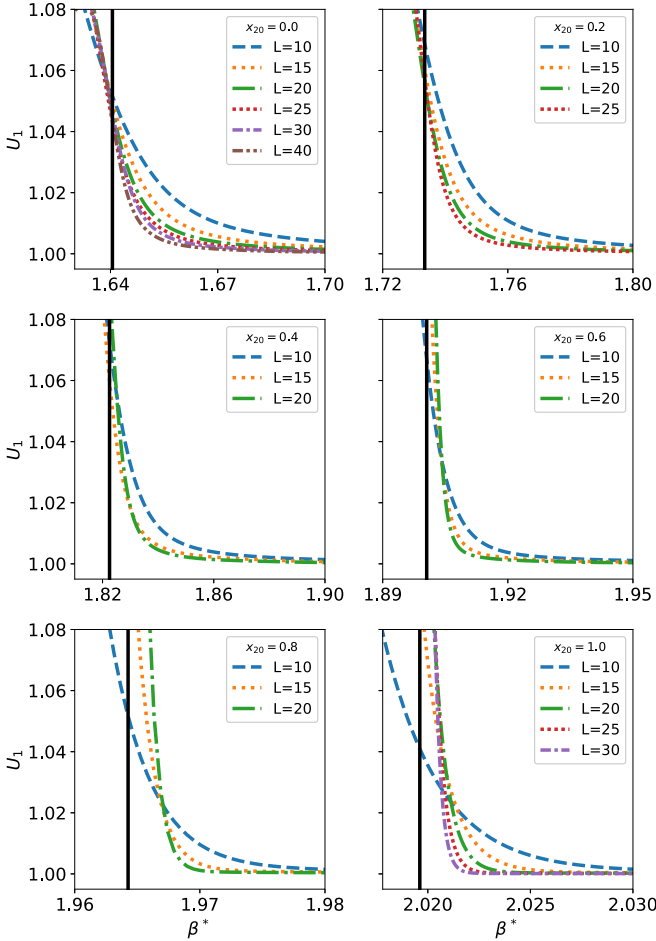 1.08
1.06
1.04
1.02
1.00
U₁
x₂₀ = 0.0
L=10
L=15
L=20
L=25
L=30
L=40
1.64 1.67 1.70
x₂₀ = 0.2
L=10
L=15
L=20
L=25
1.72 1.76 1.80
1.08
1.06
1.04
1.02
1.00
U₁
x₂₀ = 0.4
L=10
L=15
L=20
1.82 1.86 1.90
x₂₀ = 0.6
L=10
L=15
L=20
1.89 1.92 1.95
1.08
1.06
1.04
1.02
1.00
U₁
x₂₀ = 0.8
L=10
L=15
L=20
1.96 1.97 1.98
β*
x₂₀ = 1.0
L=10
L=15
L=20
L=25
L=30
2.020 2.025 2.030
β*